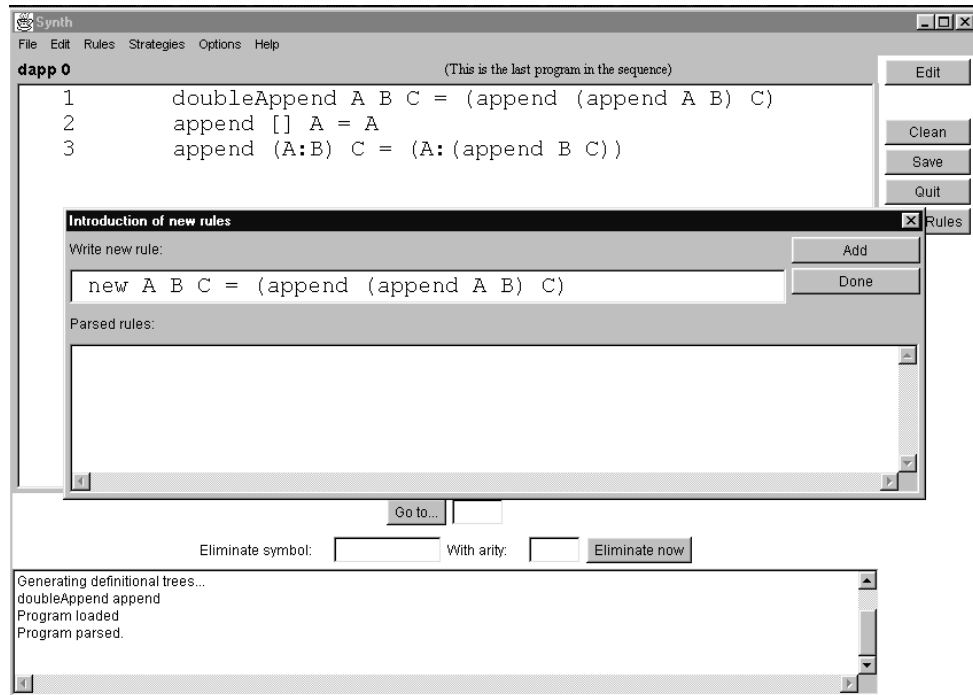 Synth
File Edit Rules Strategies Options Help
dapp 0 (This is the last program in the sequence) Edit
1 doubleAppend A B C = (append (append A B) C)
2 append [] A = A
3 append (A:B) C = (A:(append B C))
Clean
Save
Quit
Rules
Introduction of new rules
Write new rule:
Add
new A B C = (append (append A B) C)
Done
Parsed rules:
Go to...
Eliminate symbol: With arity: Eliminate now
Generating definitional trees...
doubleAppend append
Program loaded
Program parsed.